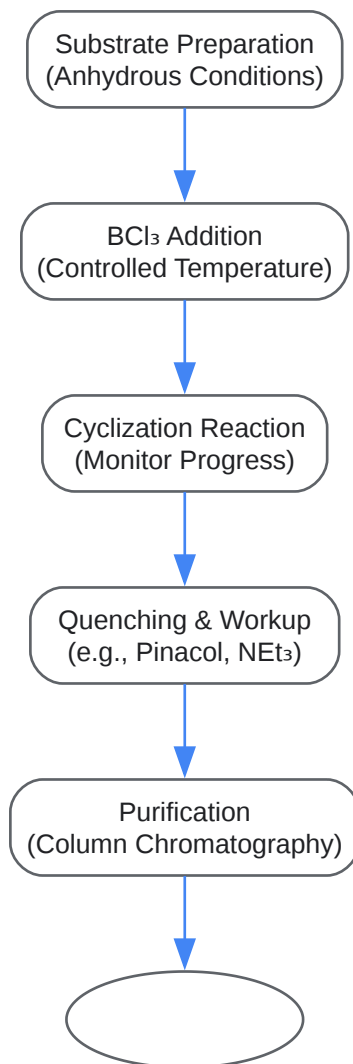 Substrate Preparation
(Anhydrous Conditions)
BCl₃ Addition
(Controlled Temperature)
Cyclization Reaction
(Monitor Progress)
Quenching & Workup
(e.g., Pinacol, NEt₃)
Purification
(Column Chromatography)